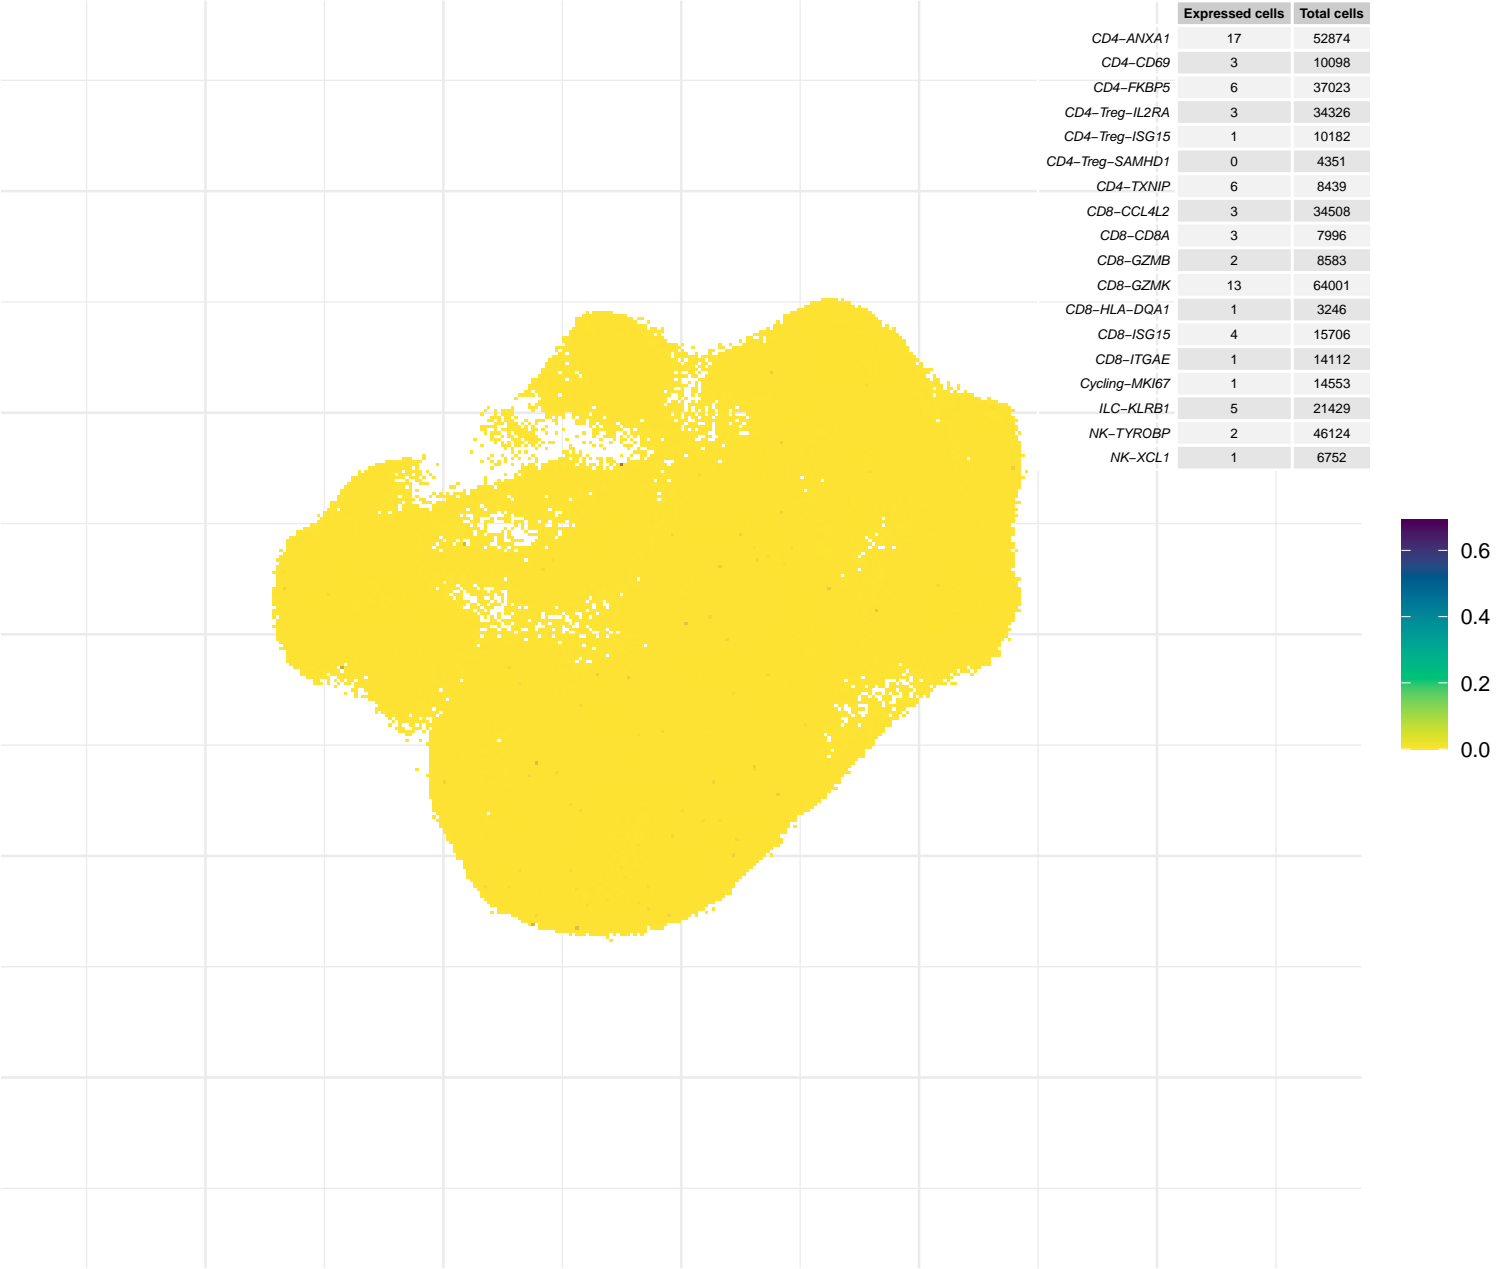 Expressed cells Total cells
CD4−ANXA1 17 52874
CD4−CD69 3 10098
CD4−FKBP5 6 37023
CD4−Treg−IL2RA 3 34326
CD4−Treg−ISG15 1 10182
CD4−Treg−SAMHD1 0 4351
CD4−TXNIP 6 8439
CD8−CCL4L2 3 34508
CD8−CD8A 3 7996
CD8−GZMB 2 8583
CD8−GZMK 13 64001
CD8−HLA−DQA1 1 3246
CD8−ISG15 4 15706
CD8−ITGAE 1 14112
Cycling−MKI67 1 14553
ILC−KLRB1 5 21429
NK−TYROBP 2 46124
NK−XCL1 1 6752
0.6
0.4
0.2
0.0